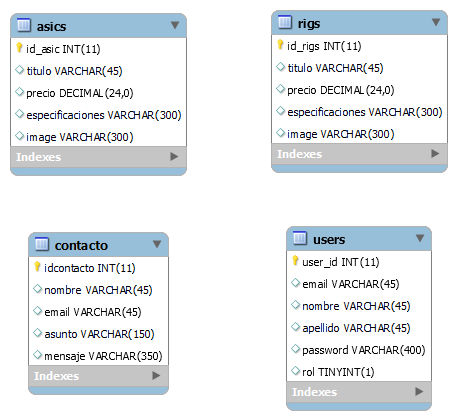 asics
id_asic INT(11)
titulo VARCHAR(45)
precio DECIMAL(24,0)
especificaciones VARCHAR(300)
image VARCHAR(300)
Indexes
rigs
id_rigs INT(11)
titulo VARCHAR(45)
precio DECIMAL(24,0)
especificaciones VARCHAR(300)
image VARCHAR(300)
Indexes
contacto
idcontacto INT(11)
nombre VARCHAR(45)
email VARCHAR(45)
asunto VARCHAR(150)
mensaje VARCHAR(350)
Indexes
users
user_id INT(11)
email VARCHAR(45)
nombre VARCHAR(45)
apellido VARCHAR(45)
password VARCHAR(400)
rol TINYINT(1)
Indexes